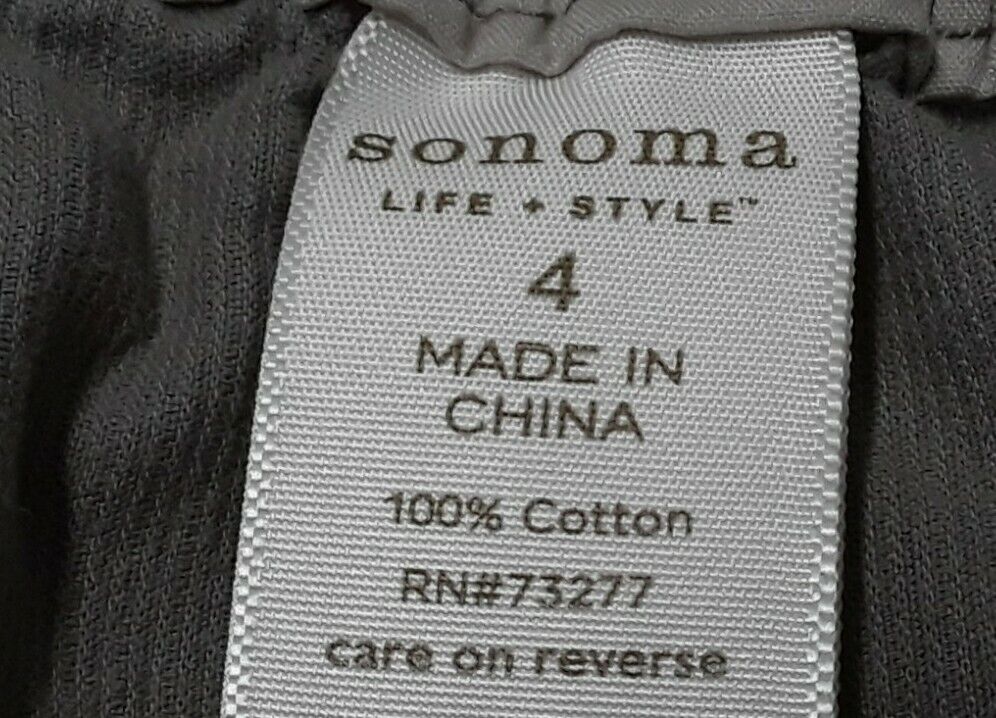 sonoma
LIFE + STYLE™
4
MADE IN
CHINA
100% Cotton
RN#73277
care on reverse